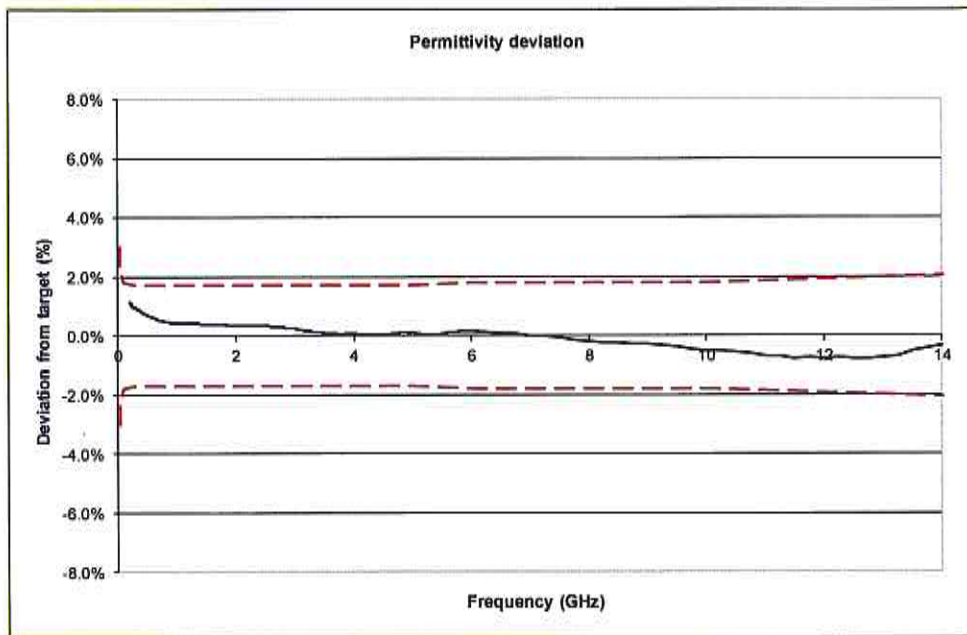 Permittivity deviation
8.0%
6.0%
4.0%
2.0%
0.0%
-2.0%
-4.0%
-6.0%
-8.0%
Deviation from target (%)
0 2 4 6 8 10 12 14
Frequency (GHz)